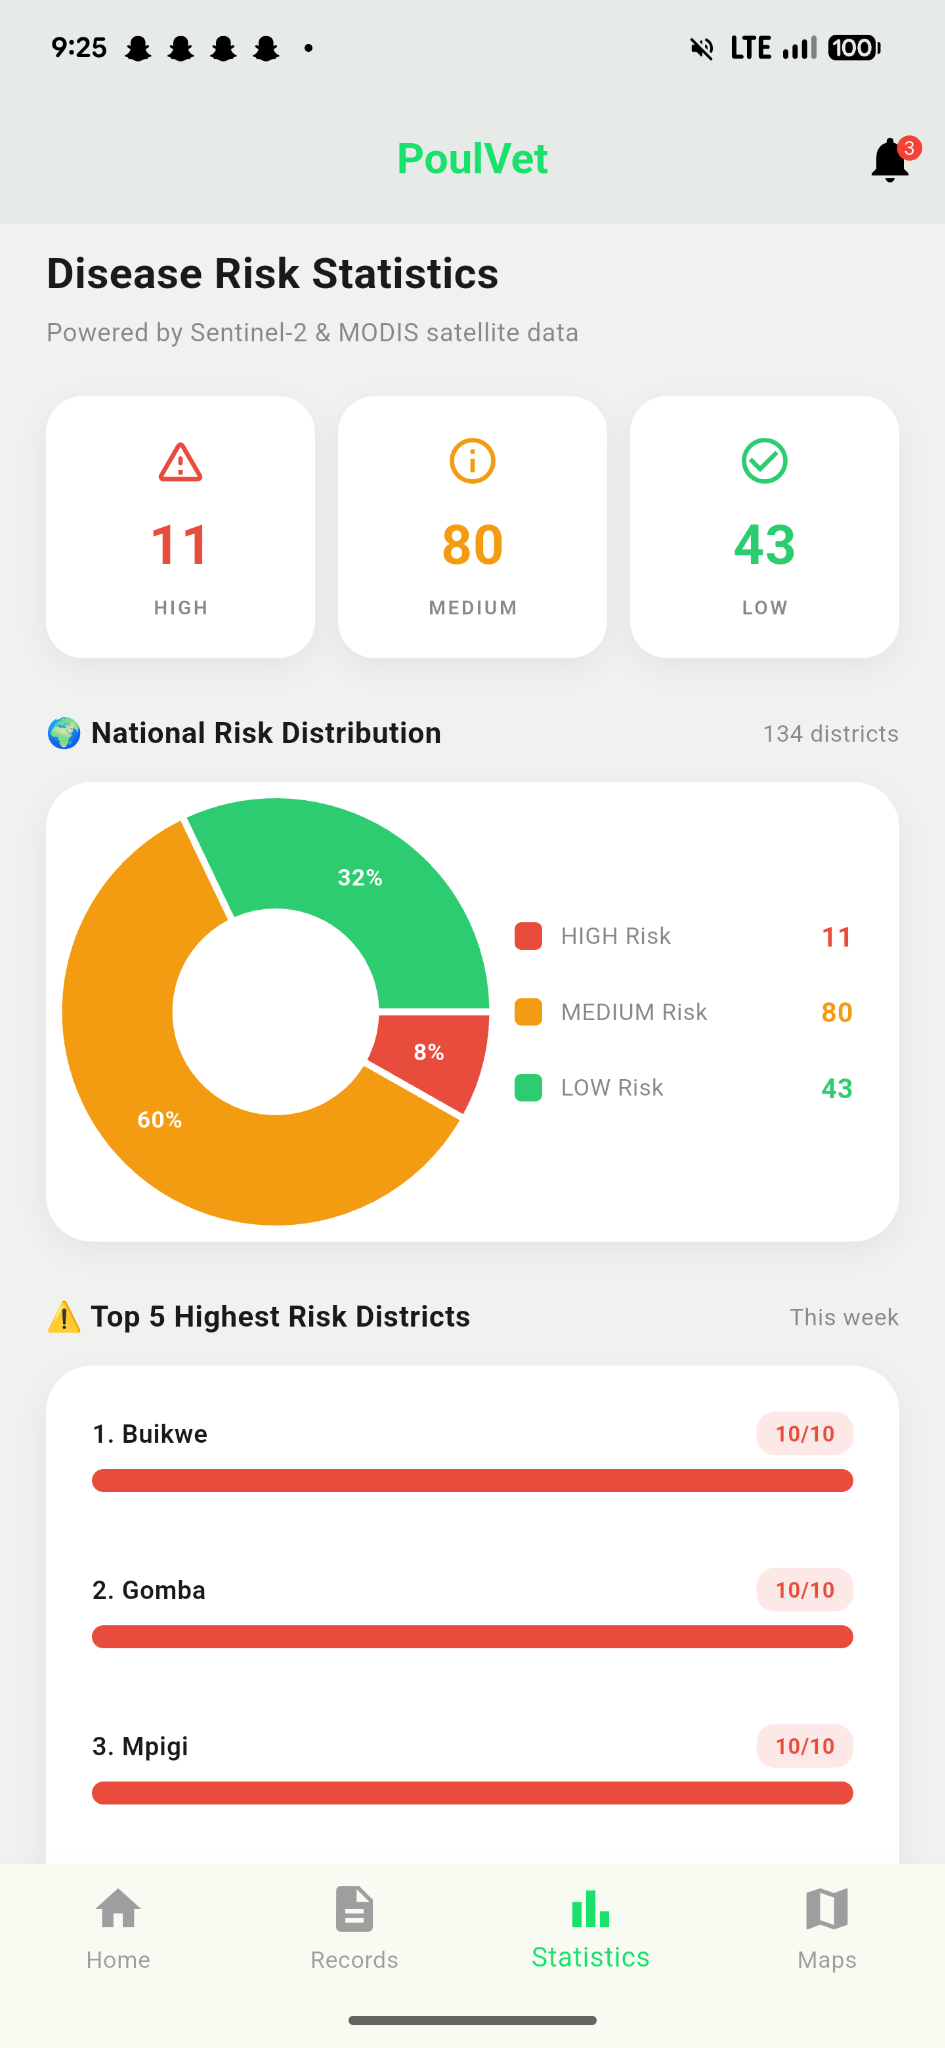 9:25
LTE
100
PoulVet
3
Disease Risk Statistics
Powered by Sentinel-2 & MODIS satellite data
11
HIGH
80
MEDIUM
43
LOW
National Risk Distribution
134 districts
32%
8%
60%
HIGH Risk 11
MEDIUM Risk 80
LOW Risk 43
Top 5 Highest Risk Districts
This week
1. Buikwe 10/10
2. Gomba 10/10
3. Mpigi 10/10
Home
Records
Statistics
Maps